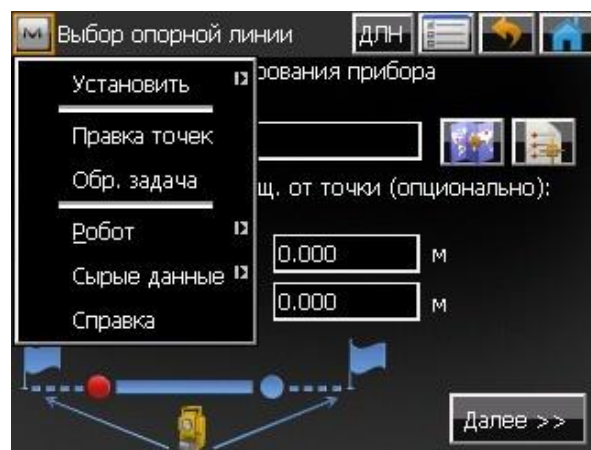 Выбор опорной линии
ДЛН
Установить
рования прибора
Правка точек
Обр. задача
щ. от точки (опционально):
Робот
0.000 м
Сырые данные
0.000 м
Справка
Далее >>